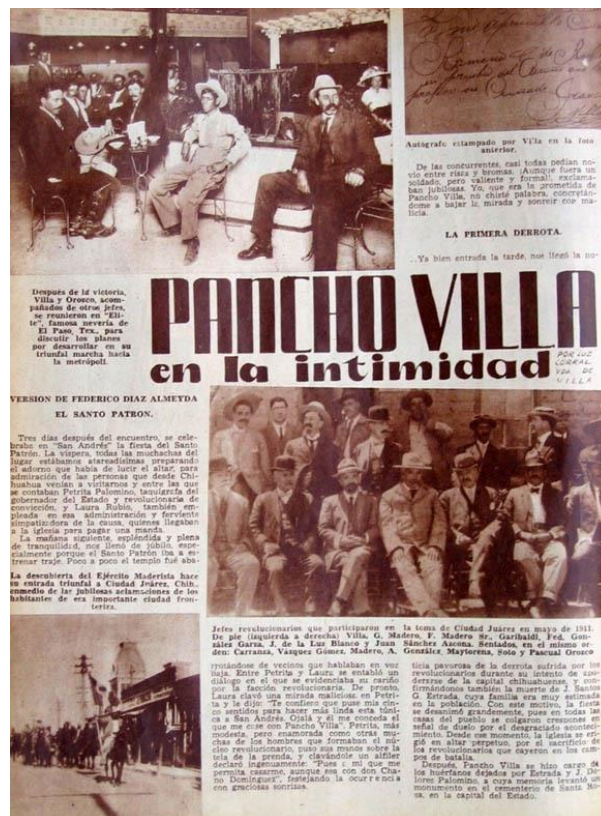 Autógrafo estampado por Villa en la foto
anterior.
De las concurrentes, casi todas pedían no-
vio entre risas y bromas. ¡Aunque fuera un
soldado, pero valiente y formal!, exclama-
ban jubilosas. Yo, que era la prometida de
Pancho Villa, no chisté palabra, concretán-
dome a bajar la mirada y sonreír con ma-
licia.
LA PRIMERA DERROTA.
...Ya bien entrada la tarde, nos llegó la no-
Después de la victoria,
Villa y Orozco, acom-
pañados de otros jefes,
se reunieron en "Eli-
te", famosa nevería de
El Paso, Tex., para
discutir los planes
por desarrollar en su
triunfal marcha hacia
la metrópoli.
PANCHO VILLA
en la intimidad
POR LUZ
CORRAL
VDA. DE
VILLA
VERSION DE FEDERICO DIAZ ALMEYDA
EL SANTO PATRON.
Tres días después del encuentro, se cele-
braba en "San Andrés" la fiesta del Santo
Patrón. La víspera, todas las muchachas del
lugar estábamos atareadísimas preparando
el adorno que había de lucir el altar, para
admiración de las personas que desde Chi-
huahua venían a visitarnos y entre las que
se contaban Petrita Palomino, taquígrafa del
gobernador del Estado y revolucionaria de
convicción, y Laura Rubio, también em-
pleada en esa administración y ferviente
simpatizadora de la causa, quienes llegaban
a la iglesia para pagar una manda.
La mañana siguiente, espléndida y plena
de tranquilidad, nos llenó de júbilo, espe-
cialmente porque el Santo Patrón iba a es-
trenar traje. Poco a poco el templo fué aba-
La descubierta del Ejército Maderista hace
su entrada triunfal a Ciudad Juárez, Chih.,
enmedio de las jubilosas aclamaciones de los
habitantes de esa importante ciudad fron-
teriza.
Jefes revolucionarios que participaron en la toma de Ciudad Juárez en mayo de 1911.
De pie (izquierda a derecha) Villa, G. Madero, F. Madero Sr., Garibaldi, Fed. Gon-
zález Garza, J. de la Luz Blanco y Juan Sánchez Azcona. Sentados, en el mismo or-
den: Carranza, Vásquez Gómez, Madero, A. González, Maytorena, Solo y Pascual Orozco
rrotándose de vecinos que hablaban en voz
baja. Entre Petrita y Laura se entabló un
diálogo en el que se evidenciaba su cariño
por la facción revolucionaria. De pronto,
Laura clavó una mirada maliciosa en Petri-
ta y le dijo: "Te confieso que puse mis cin-
co sentidos para hacer más linda esta túni-
ca a San Andrés. Ojalá y él me conceda el
que me case con Pancho Villa". Petrita, más
modesta, pero enamorada como otras mu-
chas de los hombres que formaban el nú-
cleo revolucionario, puso sus manos sobre la
tela de la prenda, y clavándole un alfiler
declaró ingenuamente: "Pues a mí que me
permita casarme, aunque sea con don Cha-
no Domínguez", festejando la ocurrencia
con graciosas sonrisas.
ticia pavorosa de la derrota sufrida por los
revolucionarios durante su intento de apo-
derarse de la capital chihuahuense, y con-
firmándonos también la muerte de J. Santos
G. Estrada, cuya familia era muy estimada
en la población. Con este motivo, la fiesta
se desanimó grandemente, pues en todas las
casas del pueblo se colgaron crespones en
señal de duelo por el desgraciado aconteci-
miento. Desde ese momento, la iglesia se eri-
gió en altar perpetuo, por el sacrificio de
los revolucionarios que cayeron en los cam-
pos de batalla.
Después, Pancho Villa se hizo cargo de
los huérfanos dejados por Estrada y J. Do-
lores Palomino, a cuya memoria levantó un
monumento en el cementerio de Santa Ro-
sa, en la capital del Estado.